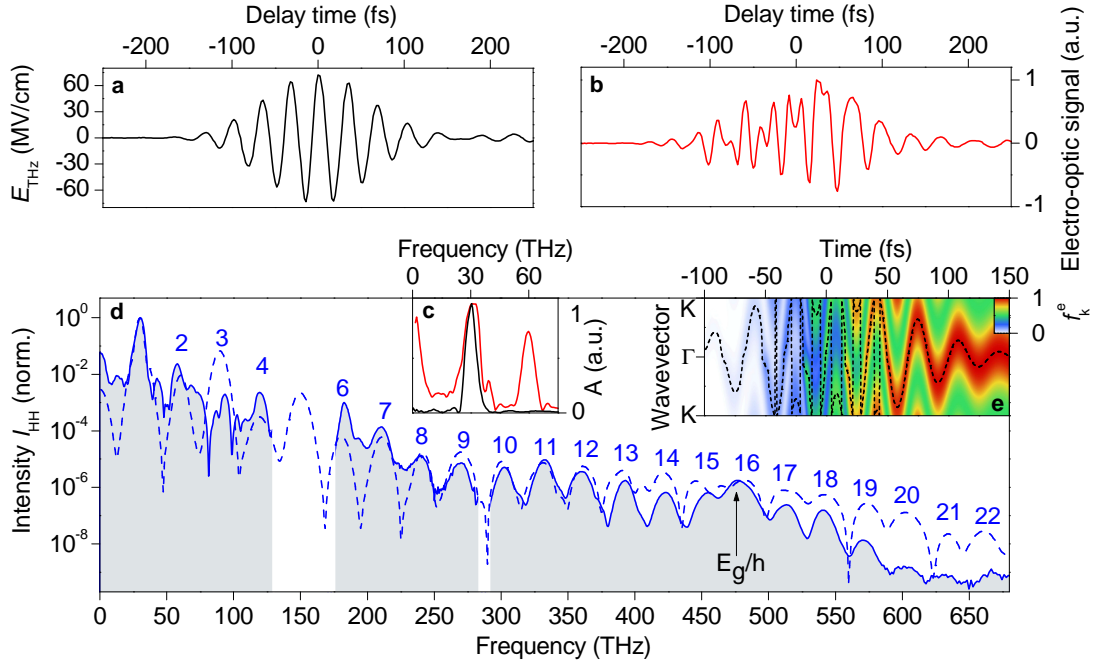 Delay time (fs)
Delay time (fs)
-200 -100 0 100 200
-200 -100 0 100 200
a
b
60
30
0
-30
-60
E_THz (MV/cm)
1
0
-1
Electro-optic signal (a.u.)
Frequency (THz)
0 30 60
c
1
0
A (a.u.)
Time (fs)
-100 -50 0 50 100 150
K
Γ
K
Wavevector
e
1
0
f_k^e
d
10^0
10^-2
10^-4
10^-6
10^-8
Intensity I_HH (norm.)
2 3 4 6 7 8 9 10 11 12 13 14 15 16 17 18 19 20 21 22
E_g/h
0 50 100 150 200 250 300 350 400 450 500 550 600 650
Frequency (THz)